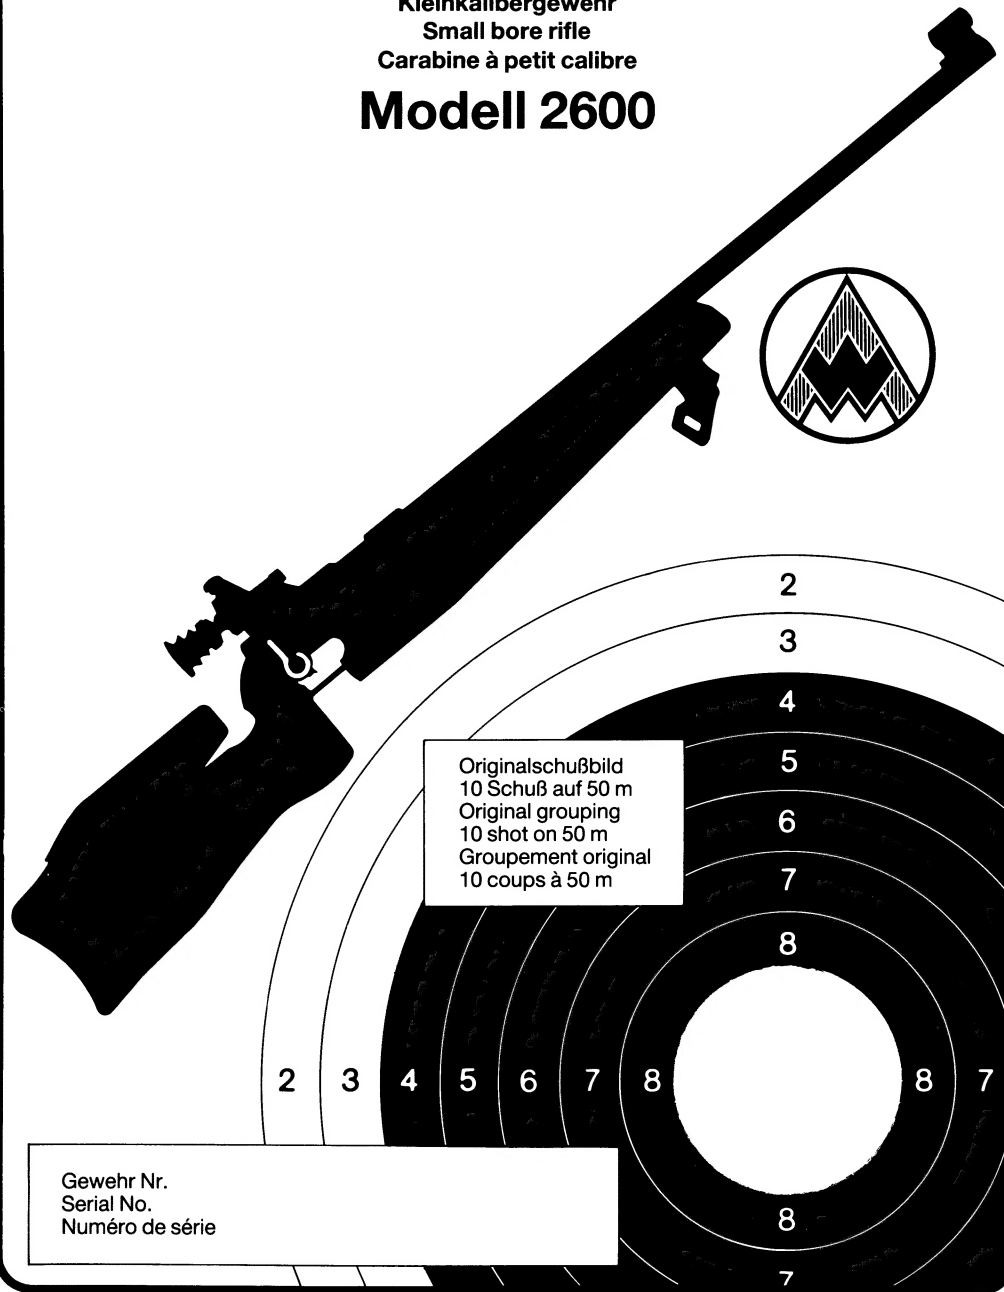 Kleinkalibergewehr
Small bore rifle
Carabine à petit calibre
Modell 2600
2
3
4
5
6
7
8
Originalschußbild
10 Schuß auf 50 m
Original grouping
10 shot on 50 m
Groupement original
10 coups à 50 m
2 3 4 5 6 7 8 8 7
Gewehr Nr.
Serial No.
Numéro de série
8
7